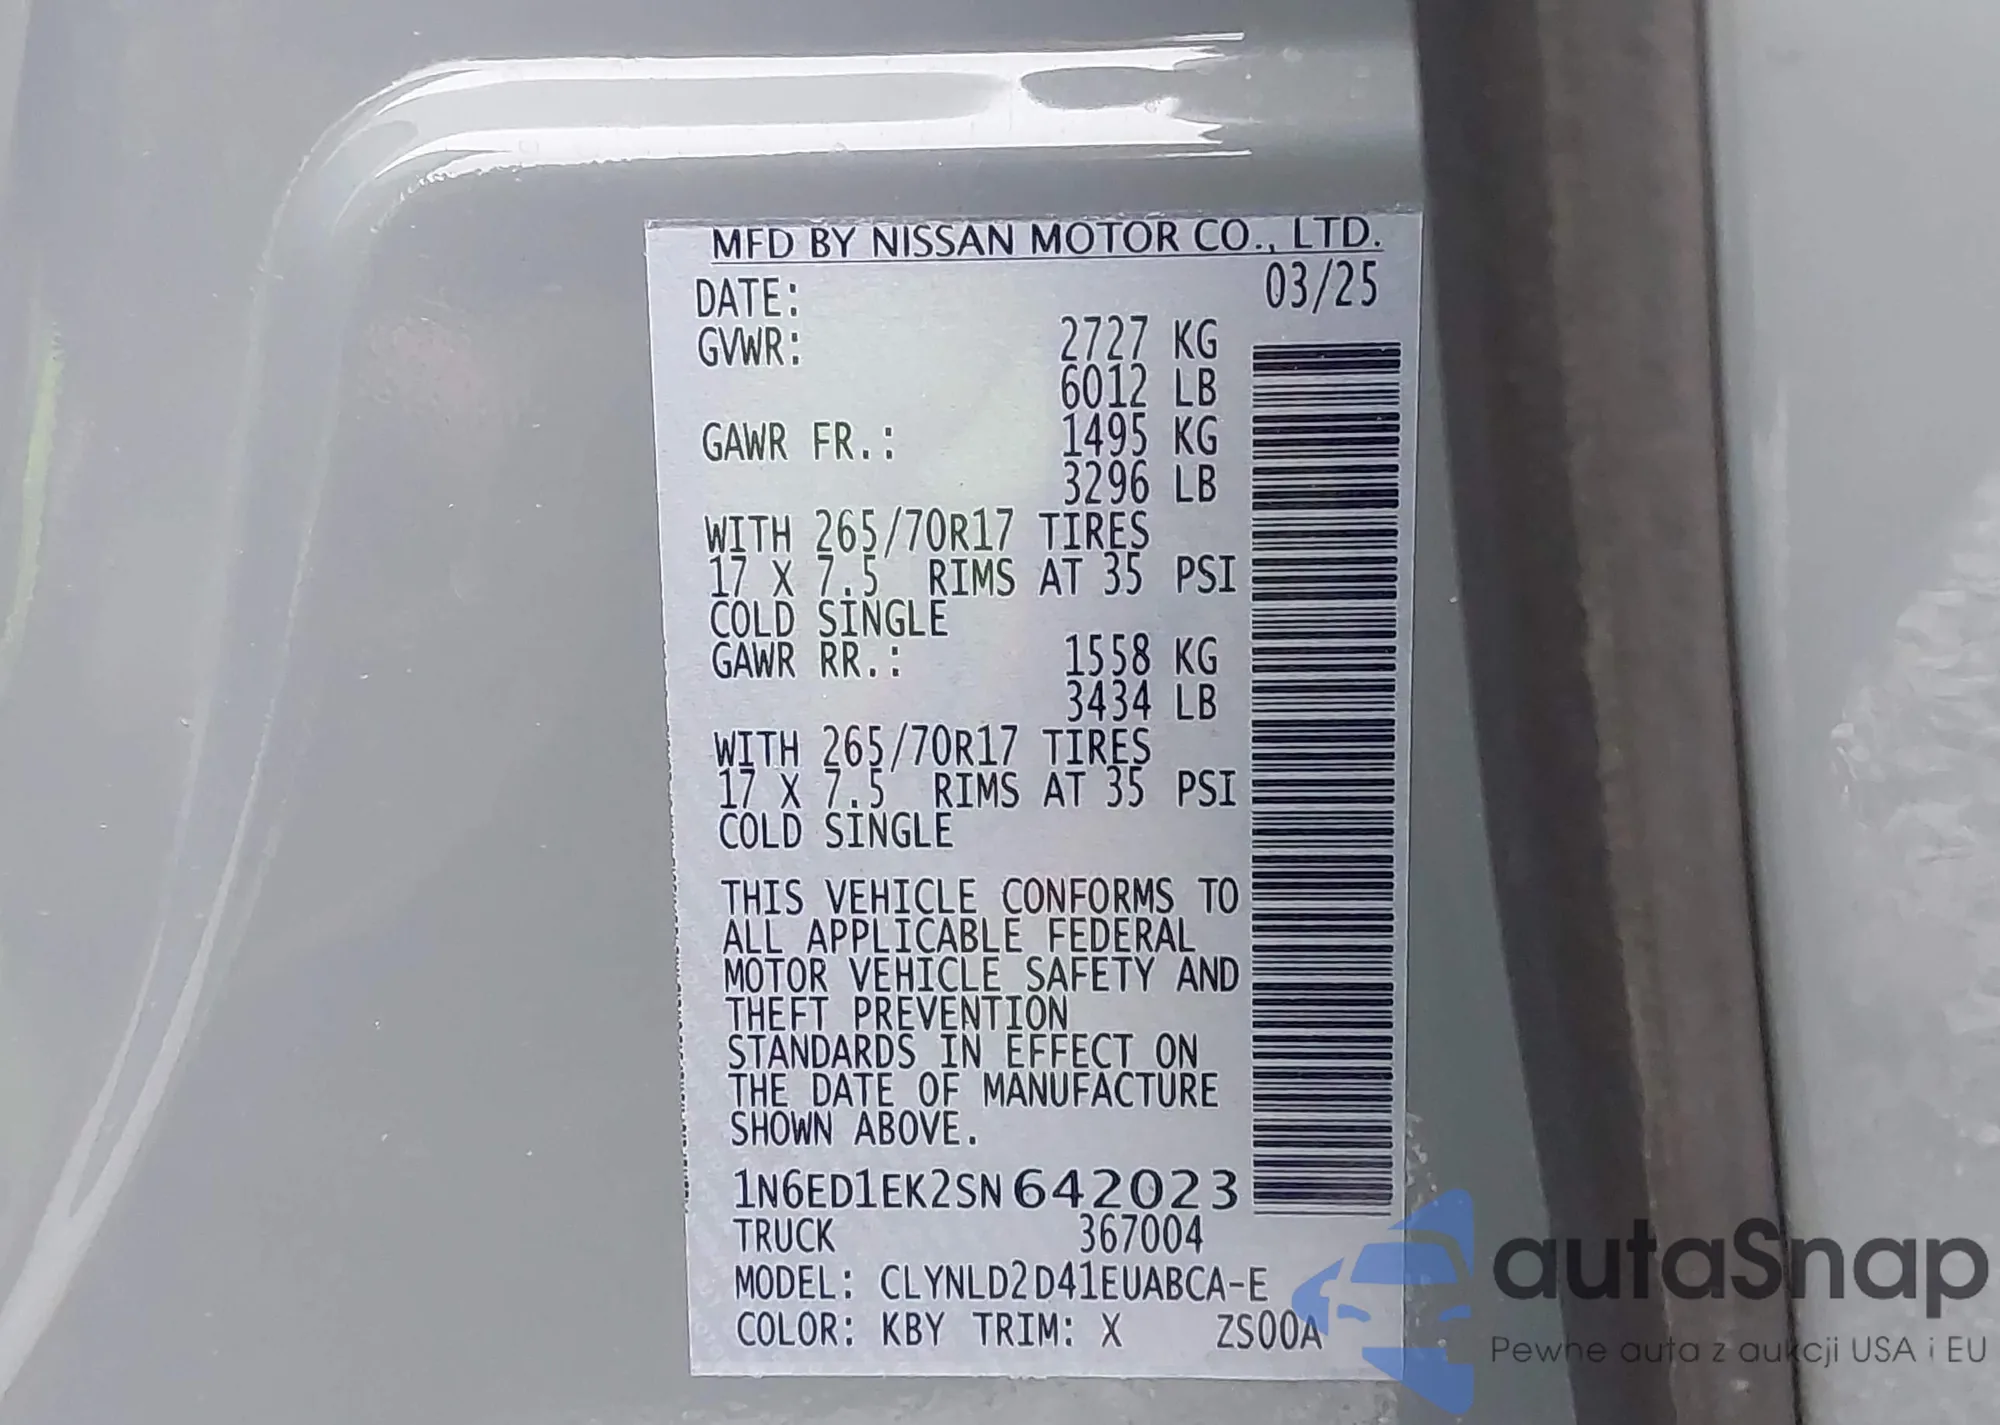 MFD BY NISSAN MOTOR CO., LTD.
DATE: 03/25
GVWR: 2727 KG
6012 LB
GAWR FR.: 1495 KG
3296 LB
WITH 265/70R17 TIRES
17 X 7.5 RIMS AT 35 PSI
COLD SINGLE
GAWR RR.: 1558 KG
3434 LB
WITH 265/70R17 TIRES
17 X 7.5 RIMS AT 35 PSI
COLD SINGLE
THIS VEHICLE CONFORMS TO
ALL APPLICABLE FEDERAL
MOTOR VEHICLE SAFETY AND
THEFT PREVENTION
STANDARDS IN EFFECT ON
THE DATE OF MANUFACTURE
SHOWN ABOVE.
1N6ED1EK2SN642023
TRUCK 367004
MODEL: CLYNLD2D41EUABCA-E
COLOR: KBY TRIM: X ZS00A
autaSnap
Pewne auta z aukcji USA i EU